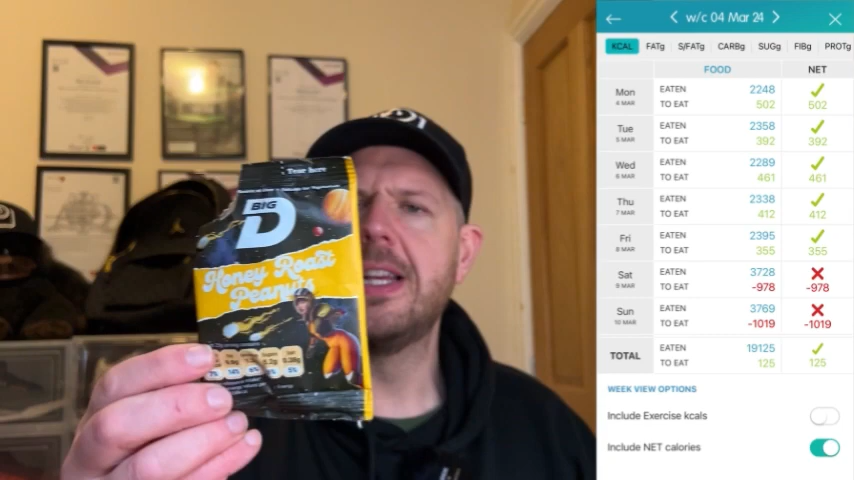 Tear here
BIG
D
Honey Roast
Peanuts
← < w/c 04 Mar 24 > ×
KCAL FATg S/FATg CARBg SUGg FIBg PROTg
FOOD NET
Mon EATEN 2248 ✓
4 MAR TO EAT 502 502
Tue EATEN 2358 ✓
5 MAR TO EAT 392 392
Wed EATEN 2289 ✓
6 MAR TO EAT 461 461
Thu EATEN 2338 ✓
7 MAR TO EAT 412 412
Fri EATEN 2395 ✓
8 MAR TO EAT 355 355
Sat EATEN 3728 ×
9 MAR TO EAT -978 -978
Sun EATEN 3769 ×
10 MAR TO EAT -1019 -1019
TOTAL EATEN 19125 ✓
TO EAT 125 125
WEEK VIEW OPTIONS
Include Exercise kcals
Include NET calories